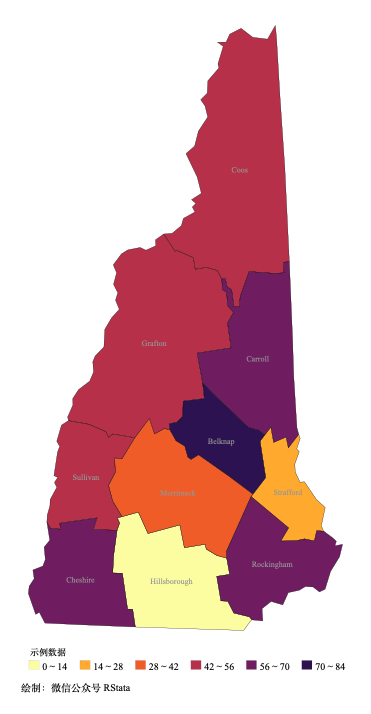 Coos
Grafton
Carroll
Belknap
Sullivan
Merrimack
Strafford
Cheshire
Hillsborough
Rockingham
示例数据
0 ~ 14 14 ~ 28 28 ~ 42 42 ~ 56 56 ~ 70 70 ~ 84
绘制：微信公众号 RStata